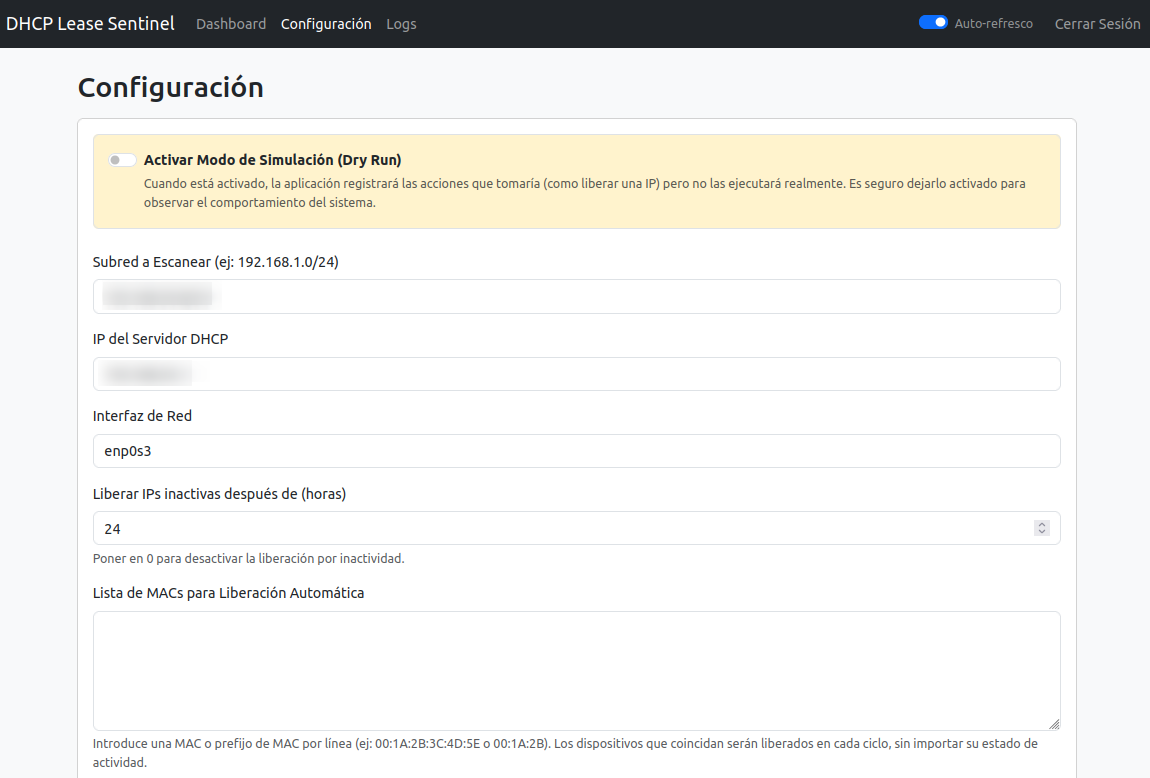 DHCP Lease Sentinel Dashboard Configuración Logs Auto-refresco Cerrar Sesión
Configuración
Activar Modo de Simulación (Dry Run)
Cuando está activado, la aplicación registrará las acciones que tomaría (como liberar una IP) pero no las ejecutará realmente. Es seguro dejarlo activado para
observar el comportamiento del sistema.
Subred a Escanear (ej: 192.168.1.0/24)
IP del Servidor DHCP
Interfaz de Red
enp0s3
Liberar IPs inactivas después de (horas)
24
Poner en 0 para desactivar la liberación por inactividad.
Lista de MACs para Liberación Automática
Introduce una MAC o prefijo de MAC por línea (ej: 00:1A:2B:3C:4D:5E o 00:1A:2B). Los dispositivos que coincidan serán liberados en cada ciclo, sin importar su estado de
actividad.